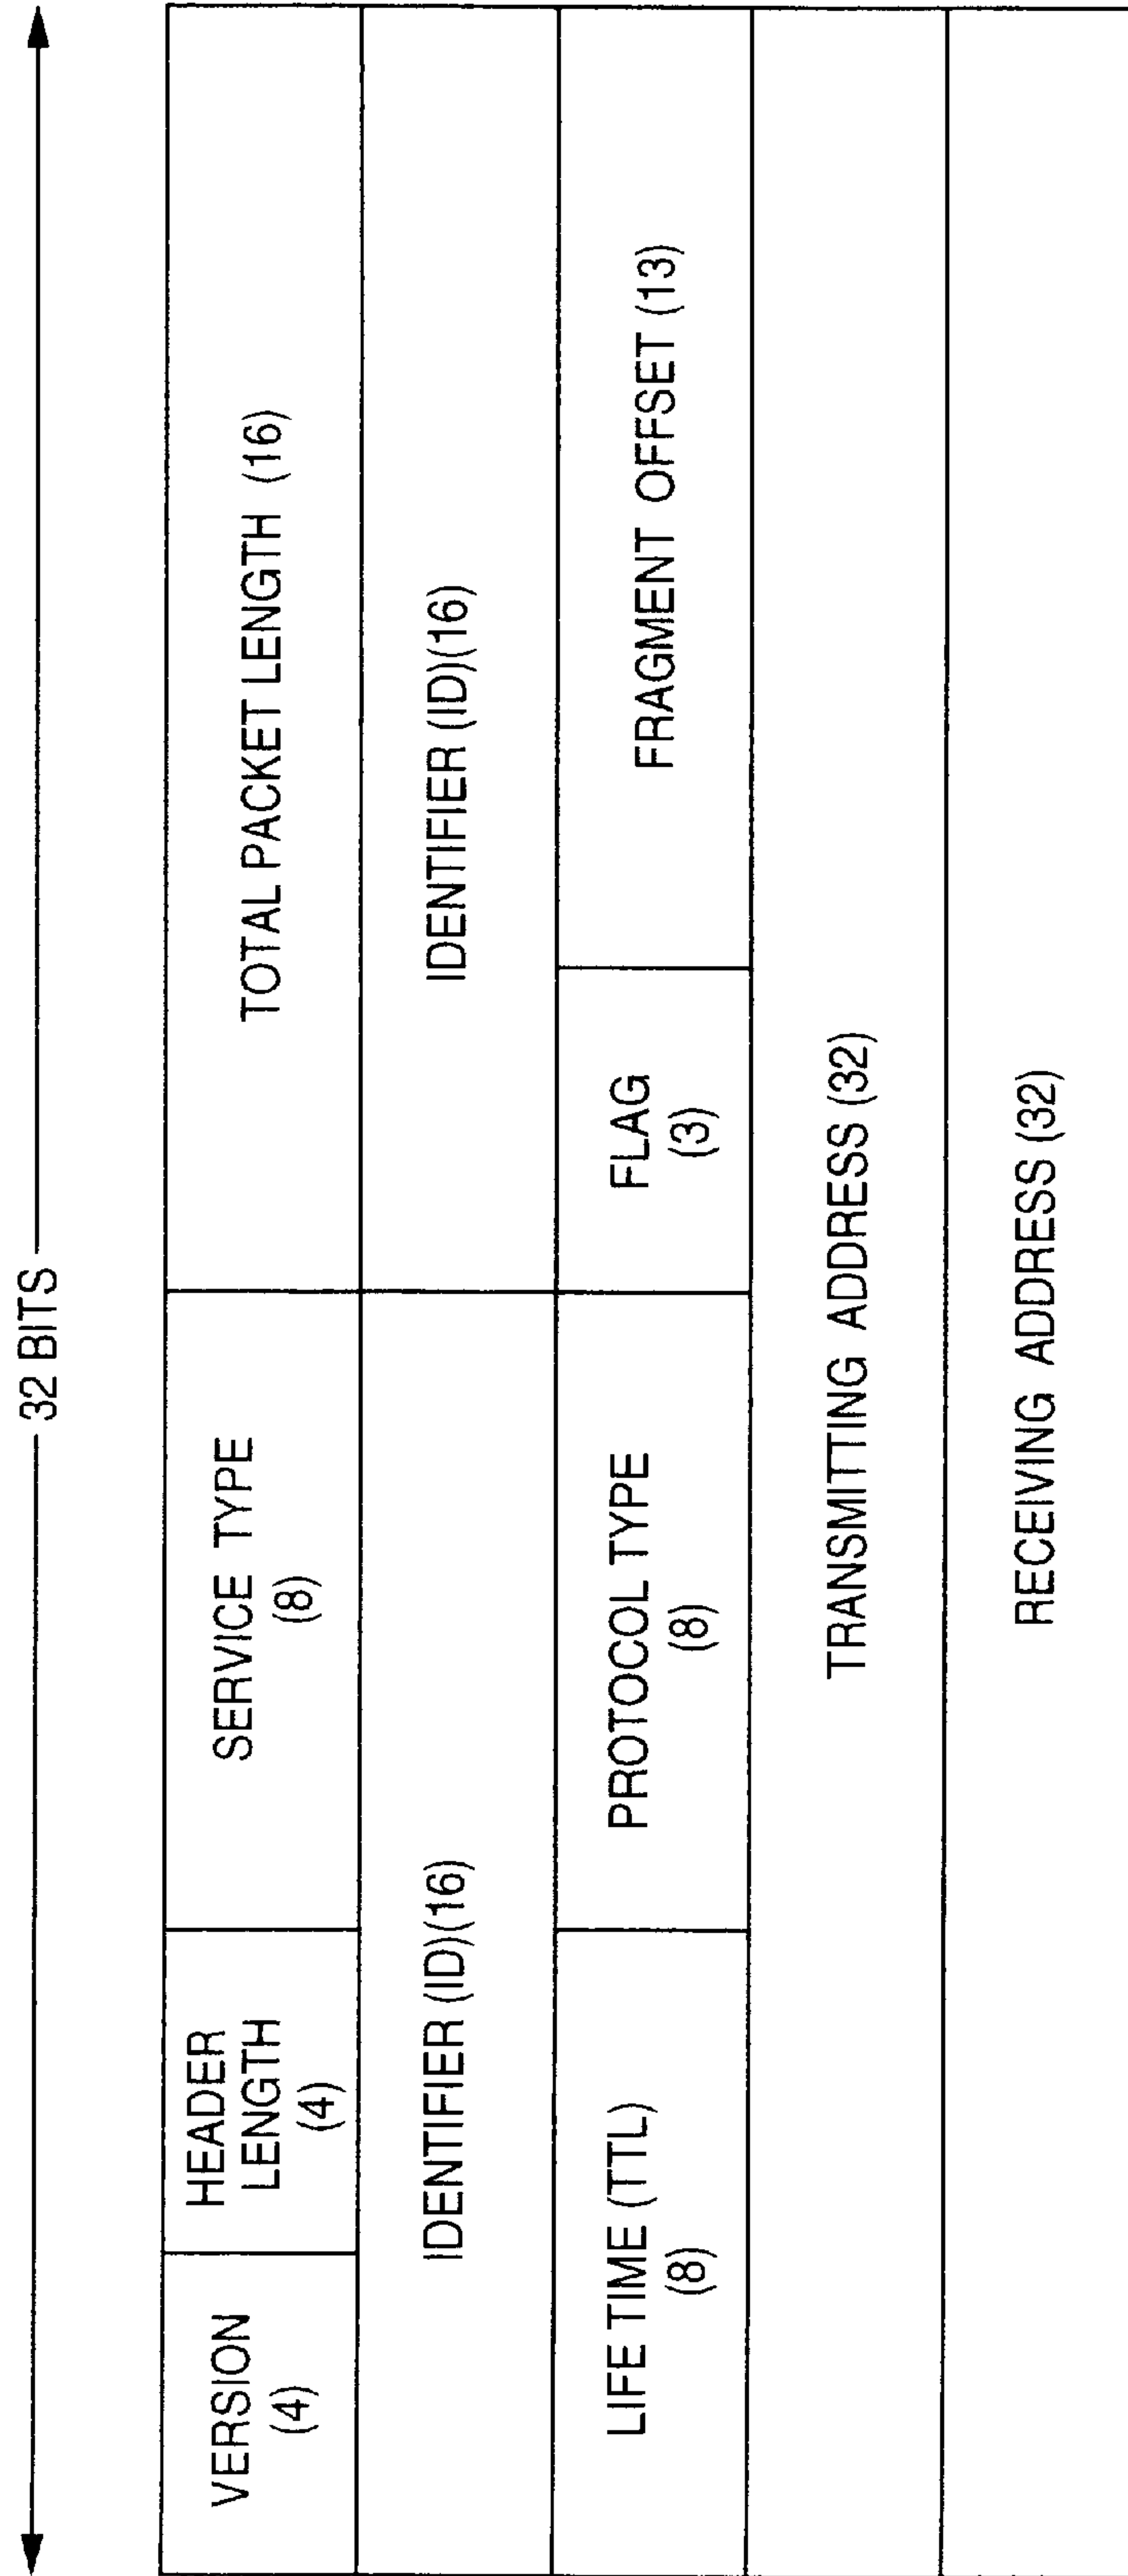 32 BITS
VERSION
(4)
HEADER
LENGTH
(4)
SERVICE TYPE
(8)
TOTAL PACKET LENGTH (16)
IDENTIFIER (ID)(16)
IDENTIFIER (ID)(16)
LIFE TIME (TTL)
(8)
PROTOCOL TYPE
(8)
FLAG
(3)
FRAGMENT OFFSET (13)
TRANSMITTING ADDRESS (32)
RECEIVING ADDRESS (32)